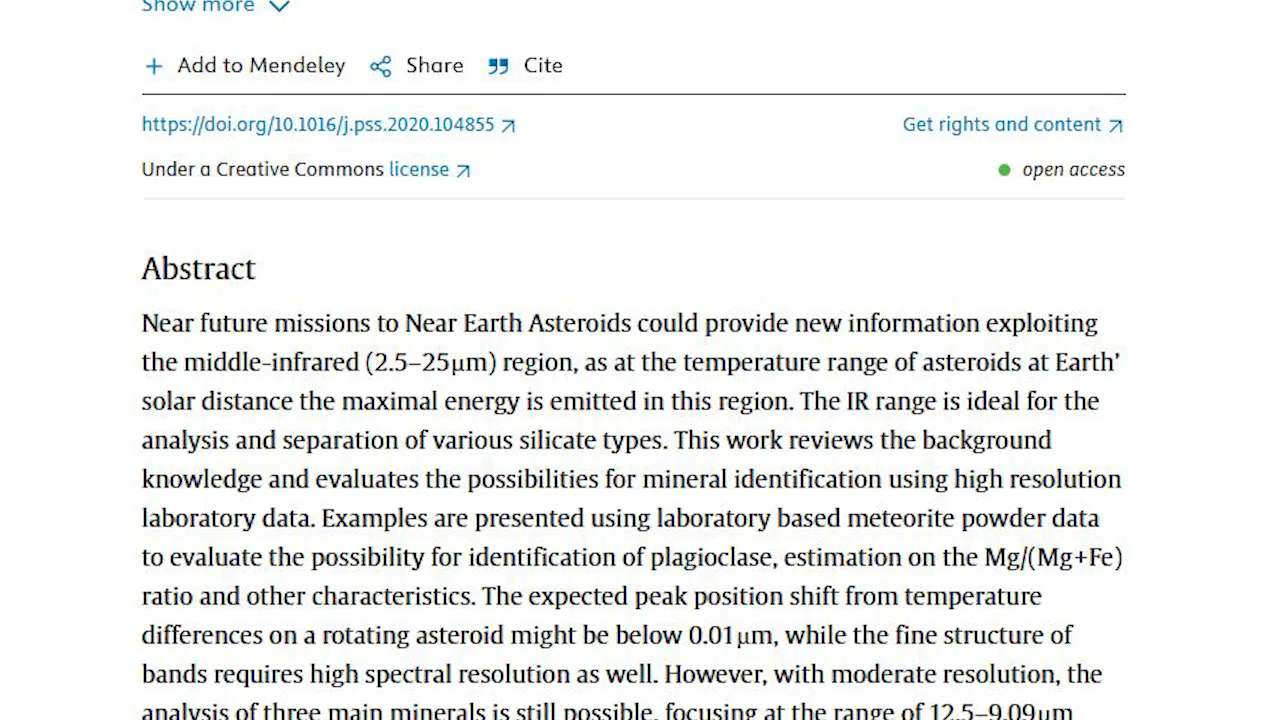 Show more
Add to Mendeley Share Cite
https://doi.org/10.1016/j.pss.2020.104855 Get rights and content
Under a Creative Commons license open access
Abstract
Near future missions to Near Earth Asteroids could provide new information exploiting
the middle-infrared (2.5–25μm) region, as at the temperature range of asteroids at Earth’
solar distance the maximal energy is emitted in this region. The IR range is ideal for the
analysis and separation of various silicate types. This work reviews the background
knowledge and evaluates the possibilities for mineral identification using high resolution
laboratory data. Examples are presented using laboratory based meteorite powder data
to evaluate the possibility for identification of plagioclase, estimation on the Mg/(Mg+Fe)
ratio and other characteristics. The expected peak position shift from temperature
differences on a rotating asteroid might be below 0.01μm, while the fine structure of
bands requires high spectral resolution as well. However, with moderate resolution, the
analysis of three main minerals is still possible, focusing at the range of 12.5–9.09μm